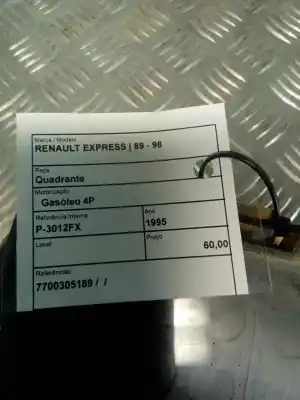 Marca / Modelo
RENAULT EXPRESS | 89 - 98
Peça
Quadrante
Motorização
Gasóleo 4P
Referência Interna
P-3012FX
Ano
1995
Local
Preço
60,00
Referências
7700305189 / /